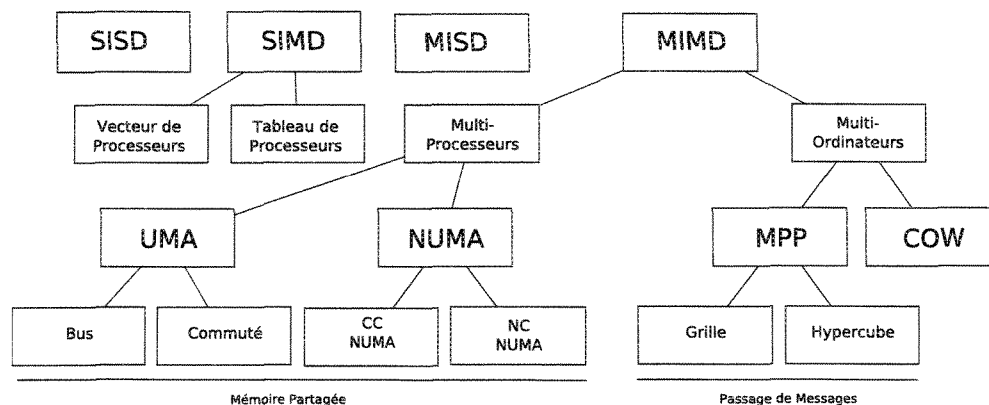 SISD
SIMD
MISD
MIMD
Vecteur de
Processeurs
Tableau de
Processeurs
Multi-
Processeurs
Multi-
Ordinateurs
UMA
NUMA
MPP
COW
Bus
Commuté
CC
NUMA
NC
NUMA
Grille
Hypercube
Mémoire Partagée
Passage de Messages